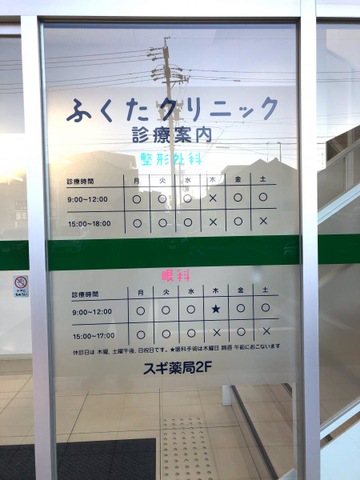 ふくたクリニック
診療案内
整形外科
診療時間 月 火 水 木 金 土
9:00~12:00 ○ ○ ○ × ○ ○
15:00~18:00 ○ ○ ○ × ○ ×
眼科
診療時間 月 火 水 木 金 土
9:00~12:00 ○ ○ ○ ★ ○ ○
15:00~17:00 ○ ○ ○ × ○ ×
休診日は 木曜、土曜午後、日祝日です。★眼科手術は木曜日 隔週 午前におこないます
スギ薬局2F